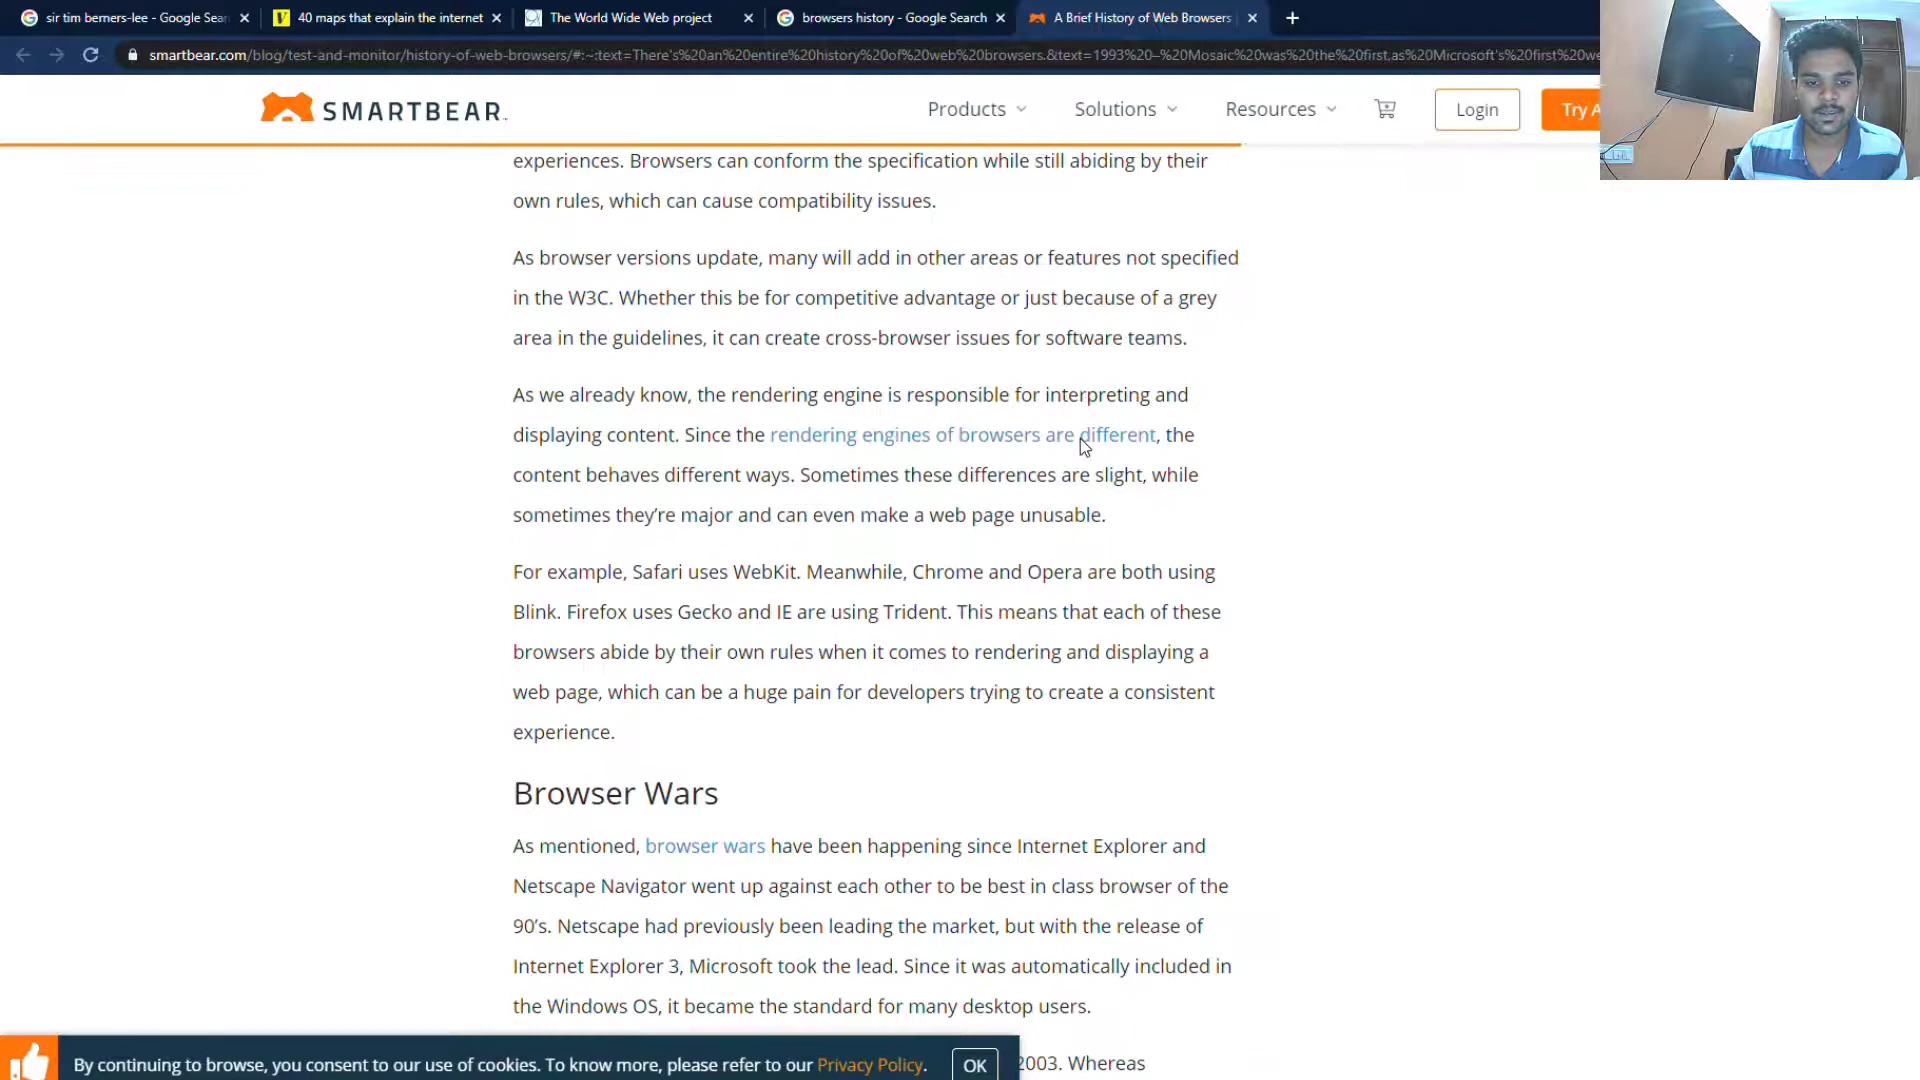 sir tim berners-lee - Google Sear
40 maps that explain the internet
The World Wide Web project
browsers history - Google Search
A Brief History of Web Browsers
smartbear.com/blog/test-and-monitor/history-of-web-browsers/#:~:text=There's%20an%20entire%20history%20of%20web%20browsers.&text=1993%20–%20Mosaic%20was%20the%20first,as%20Microsoft's%20first%20we
SMARTBEAR
Products
Solutions
Resources
Login
Try A
experiences. Browsers can conform the specification while still abiding by their
own rules, which can cause compatibility issues.
As browser versions update, many will add in other areas or features not specified
in the W3C. Whether this be for competitive advantage or just because of a grey
area in the guidelines, it can create cross-browser issues for software teams.
As we already know, the rendering engine is responsible for interpreting and
displaying content. Since the rendering engines of browsers are different, the
content behaves different ways. Sometimes these differences are slight, while
sometimes they’re major and can even make a web page unusable.
For example, Safari uses WebKit. Meanwhile, Chrome and Opera are both using
Blink. Firefox uses Gecko and IE are using Trident. This means that each of these
browsers abide by their own rules when it comes to rendering and displaying a
web page, which can be a huge pain for developers trying to create a consistent
experience.
Browser Wars
As mentioned, browser wars have been happening since Internet Explorer and
Netscape Navigator went up against each other to be best in class browser of the
90’s. Netscape had previously been leading the market, but with the release of
Internet Explorer 3, Microsoft took the lead. Since it was automatically included in
the Windows OS, it became the standard for many desktop users.
2003. Whereas
By continuing to browse, you consent to our use of cookies. To know more, please refer to our Privacy Policy.
OK